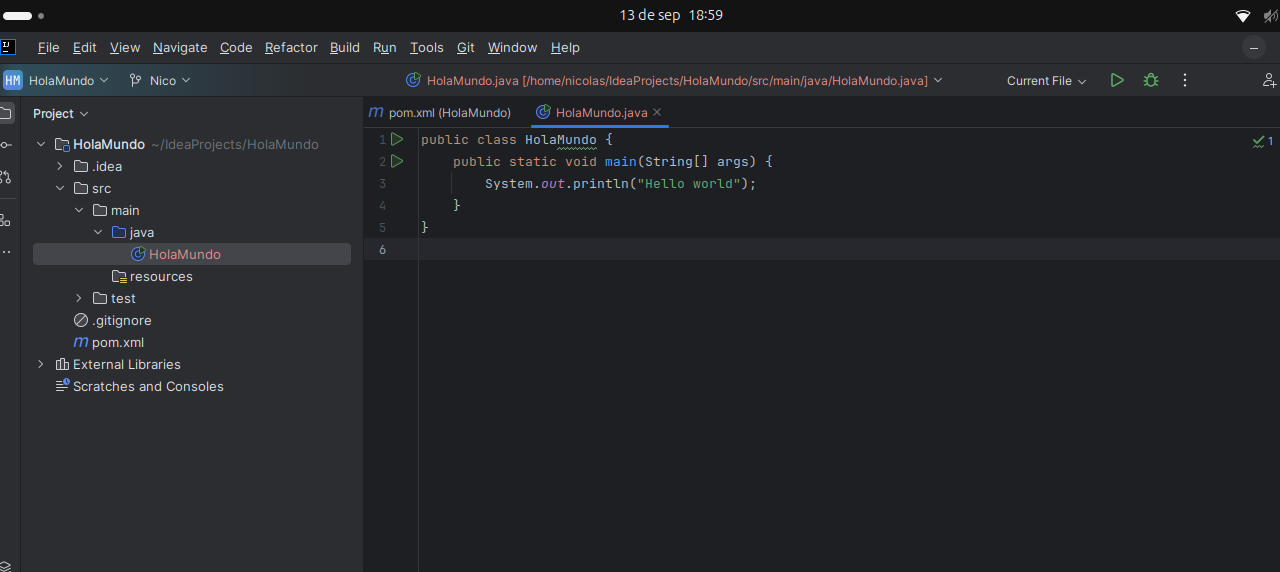 13 de sep 18:59
File Edit View Navigate Code Refactor Build Run Tools Git Window Help
HM HolaMundo Nico HolaMundo.java [/home/nicolas/IdeaProjects/HolaMundo/src/main/java/HolaMundo.java] Current File
Project
HolaMundo ~/IdeaProjects/HolaMundo
.idea
src
main
java
HolaMundo
resources
test
.gitignore
m pom.xml
External Libraries
Scratches and Consoles
m pom.xml (HolaMundo) HolaMundo.java
1 public class HolaMundo {
2 public static void main(String[] args) {
3 System.out.println("Hello world");
4 }
5 }
6
1